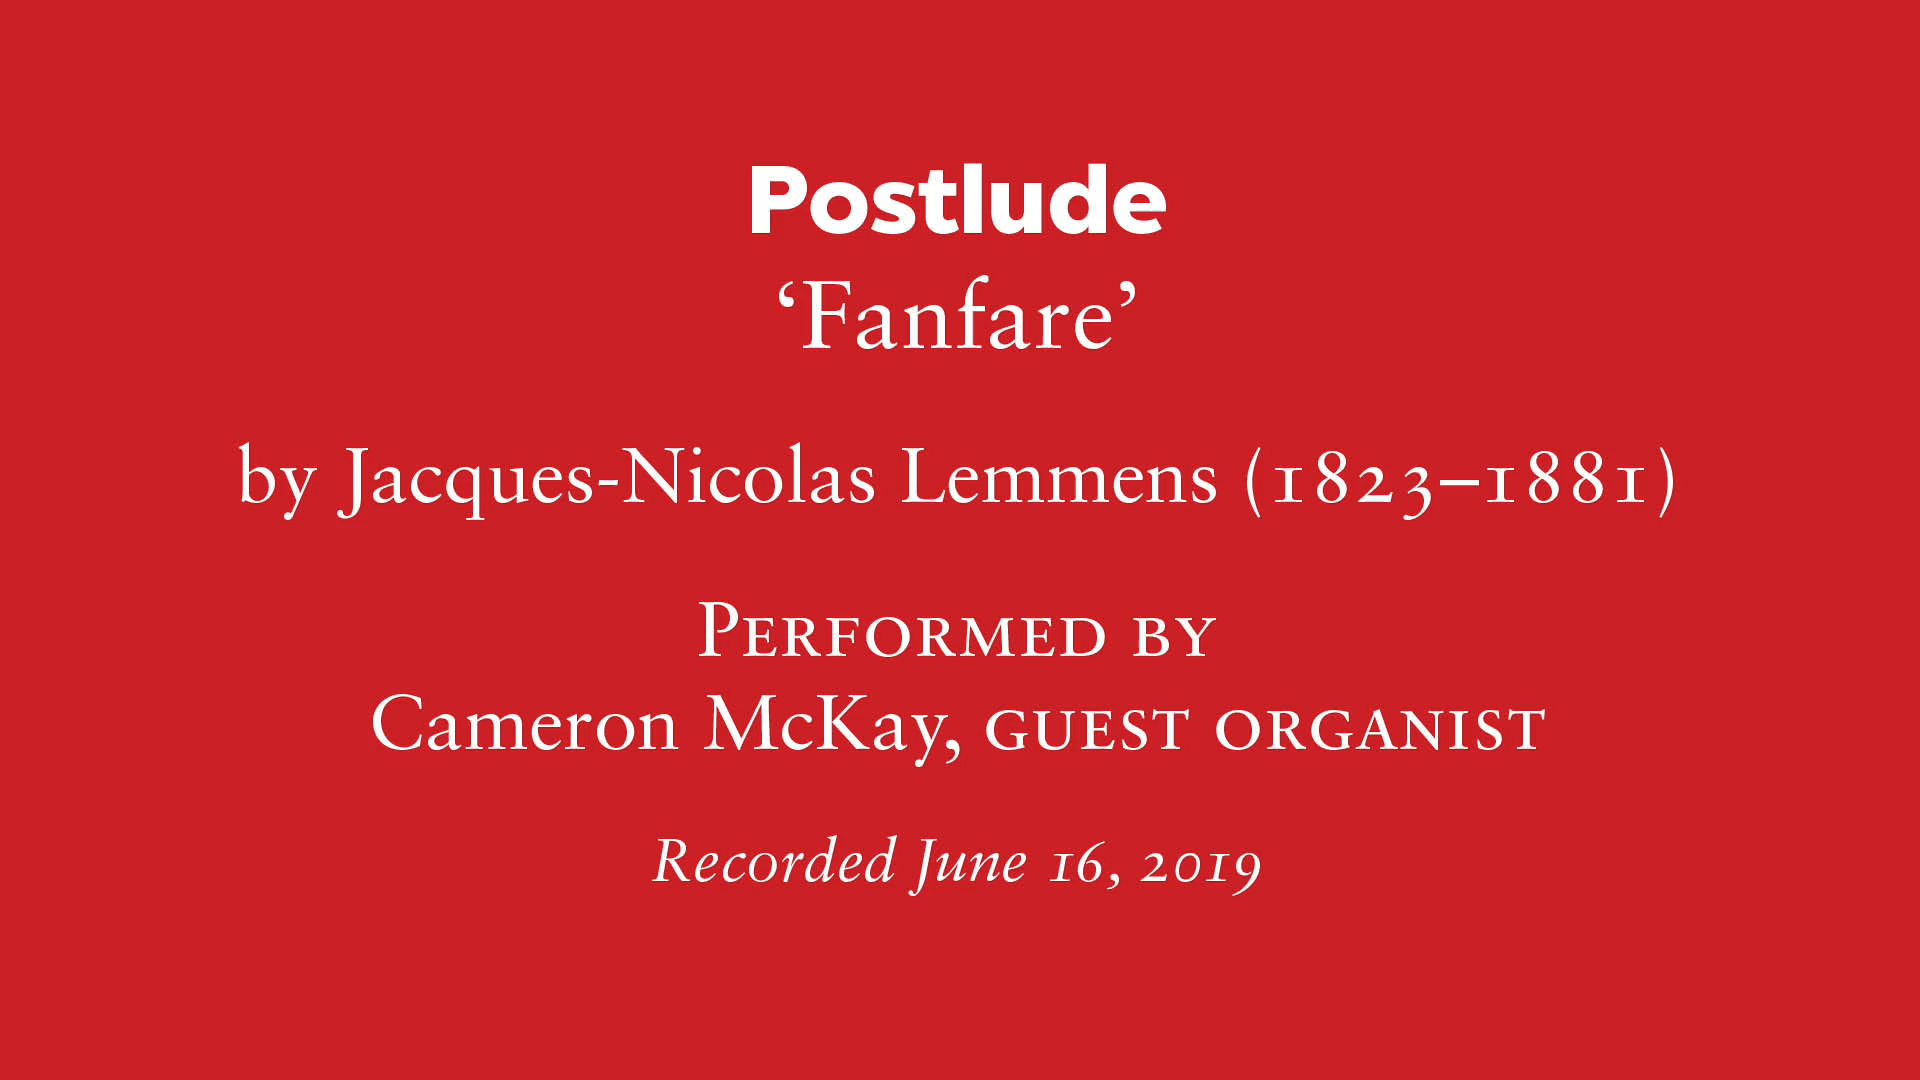 Postlude
‘Fanfare’
by Jacques-Nicolas Lemmens (1823–1881)
Performed by
Cameron McKay, guest organist
Recorded June 16, 2019